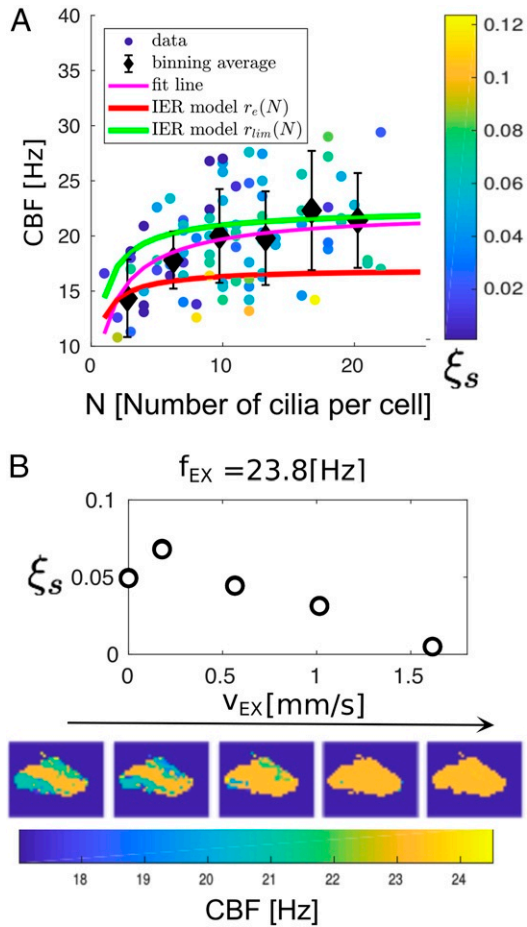 A
40
35
30
25
20
15
10
CBF [Hz]
data
binning average
fit line
IER model r_e(N)
IER model r_lim(N)
0 10 20
N [Number of cilia per cell]
0.12
0.1
0.08
0.06
0.04
0.02
ξ_s
B
f_EX =23.8[Hz]
0.1
0.05
0
ξ_s
0 0.5 1 1.5
v_EX[mm/s]
18 19 20 21 22 23 24
CBF [Hz]